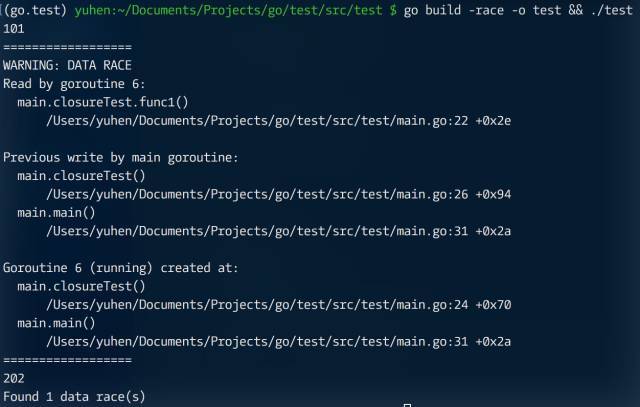 (go.test) yuhen:~/Documents/Projects/go/test/src/test $ go build -race -o test && ./test
101
==================
WARNING: DATA RACE
Read by goroutine 6:
  main.closureTest.func1()
      /Users/yuhen/Documents/Projects/go/test/src/test/main.go:22 +0x2e

Previous write by main goroutine:
  main.closureTest()
      /Users/yuhen/Documents/Projects/go/test/src/test/main.go:26 +0x94
  main.main()
      /Users/yuhen/Documents/Projects/go/test/src/test/main.go:31 +0x2a

Goroutine 6 (running) created at:
  main.closureTest()
      /Users/yuhen/Documents/Projects/go/test/src/test/main.go:24 +0x70
  main.main()
      /Users/yuhen/Documents/Projects/go/test/src/test/main.go:31 +0x2a
==================
202
Found 1 data race(s)